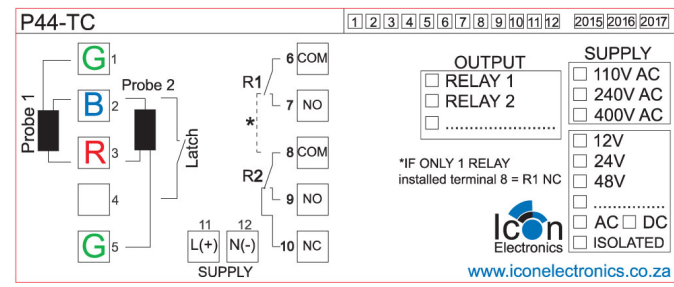 P44-TC
1 2 3 4 5 6 7 8 9 10 11 12 2015 2016 2017
G 1
B 2
R 3
4
G 5
Probe 1
Probe 2
Latch
R1
*
R2
6 COM
7 NO
8 COM
9 NO
10 NC
11 12
L(+) N(-)
SUPPLY
OUTPUT
RELAY 1
RELAY 2
..................
*IF ONLY 1 RELAY
installed terminal 8 = R1 NC
SUPPLY
110V AC
240V AC
400V AC
12V
24V
48V
..............
AC DC
ISOLATED
Icon
Electronics
www.iconelectronics.co.za